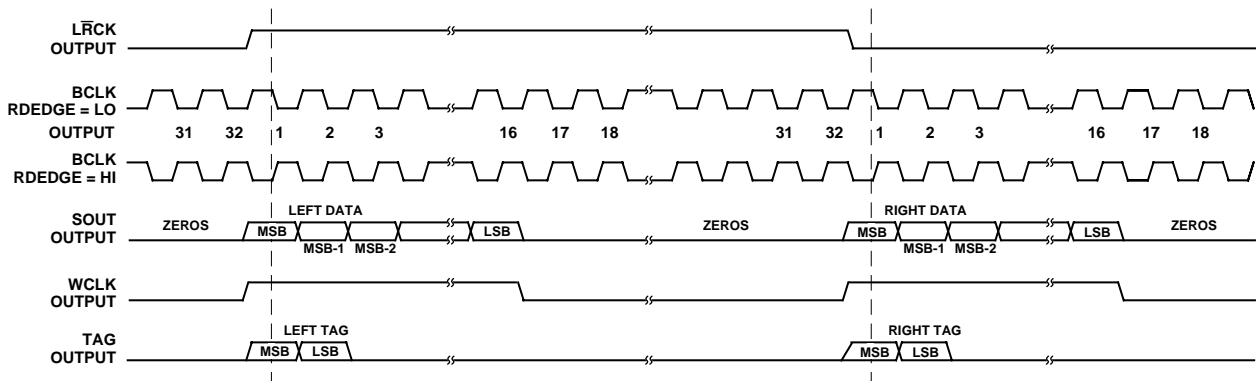 LR̅CK
OUTPUT
BCLK
RDEDGE = LO
OUTPUT 31 32 1 2 3 16 17 18 31 32 1 2 3 16 17 18
BCLK
RDEDGE = HI
SOUT
OUTPUT
ZEROS LEFT DATA ZEROS RIGHT DATA ZEROS
MSB LSB MSB LSB
MSB-1 MSB-2 MSB-1 MSB-2
WCLK
OUTPUT
TAG
OUTPUT
LEFT TAG RIGHT TAG
MSB LSB MSB LSB